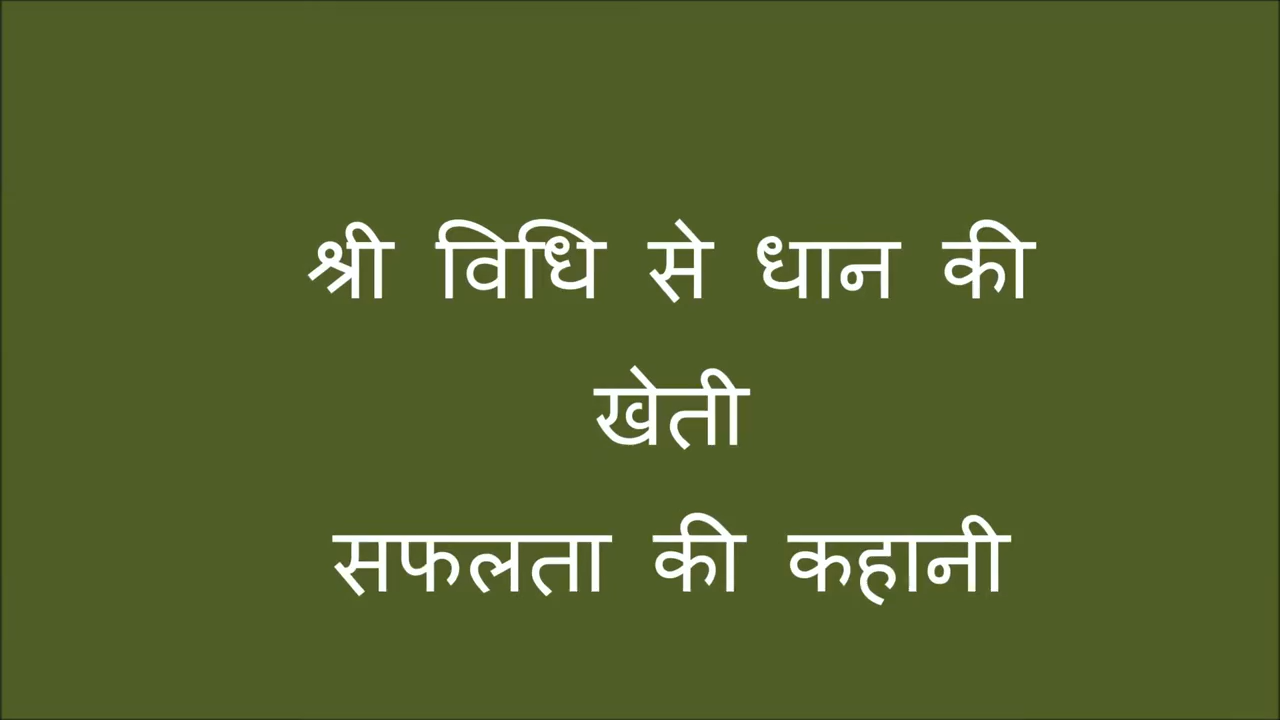 श्री विधि से धान की
खेती
सफलता की कहानी